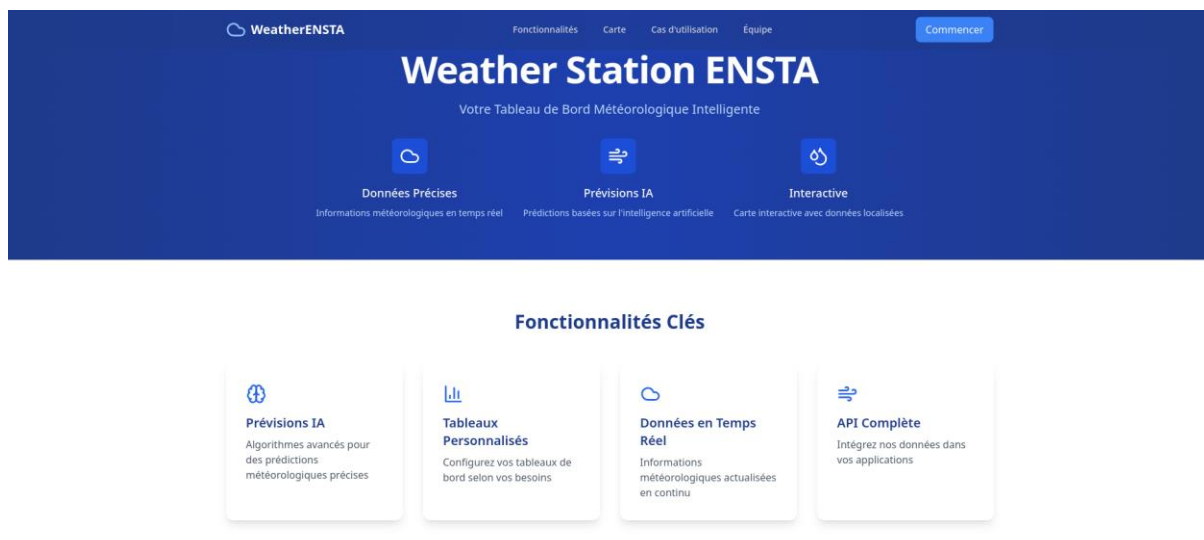 WeatherENSTA
Fonctionnalités
Carte
Cas d'utilisation
Équipe
Commencer
Weather Station ENSTA
Votre Tableau de Bord Météorologique Intelligente
Données Précises
Informations météorologiques en temps réel
Prévisions IA
Prédictions basées sur l'intelligence artificielle
Interactive
Carte interactive avec données localisées
Fonctionnalités Clés
Prévisions IA
Algorithmes avancés pour
des prédictions
météorologiques précises
Tableaux
Personnalisés
Configurez vos tableaux de
bord selon vos besoins
Données en Temps
Réel
Informations
météorologiques actualisées
en continu
API Complète
Intégrez nos données dans
vos applications